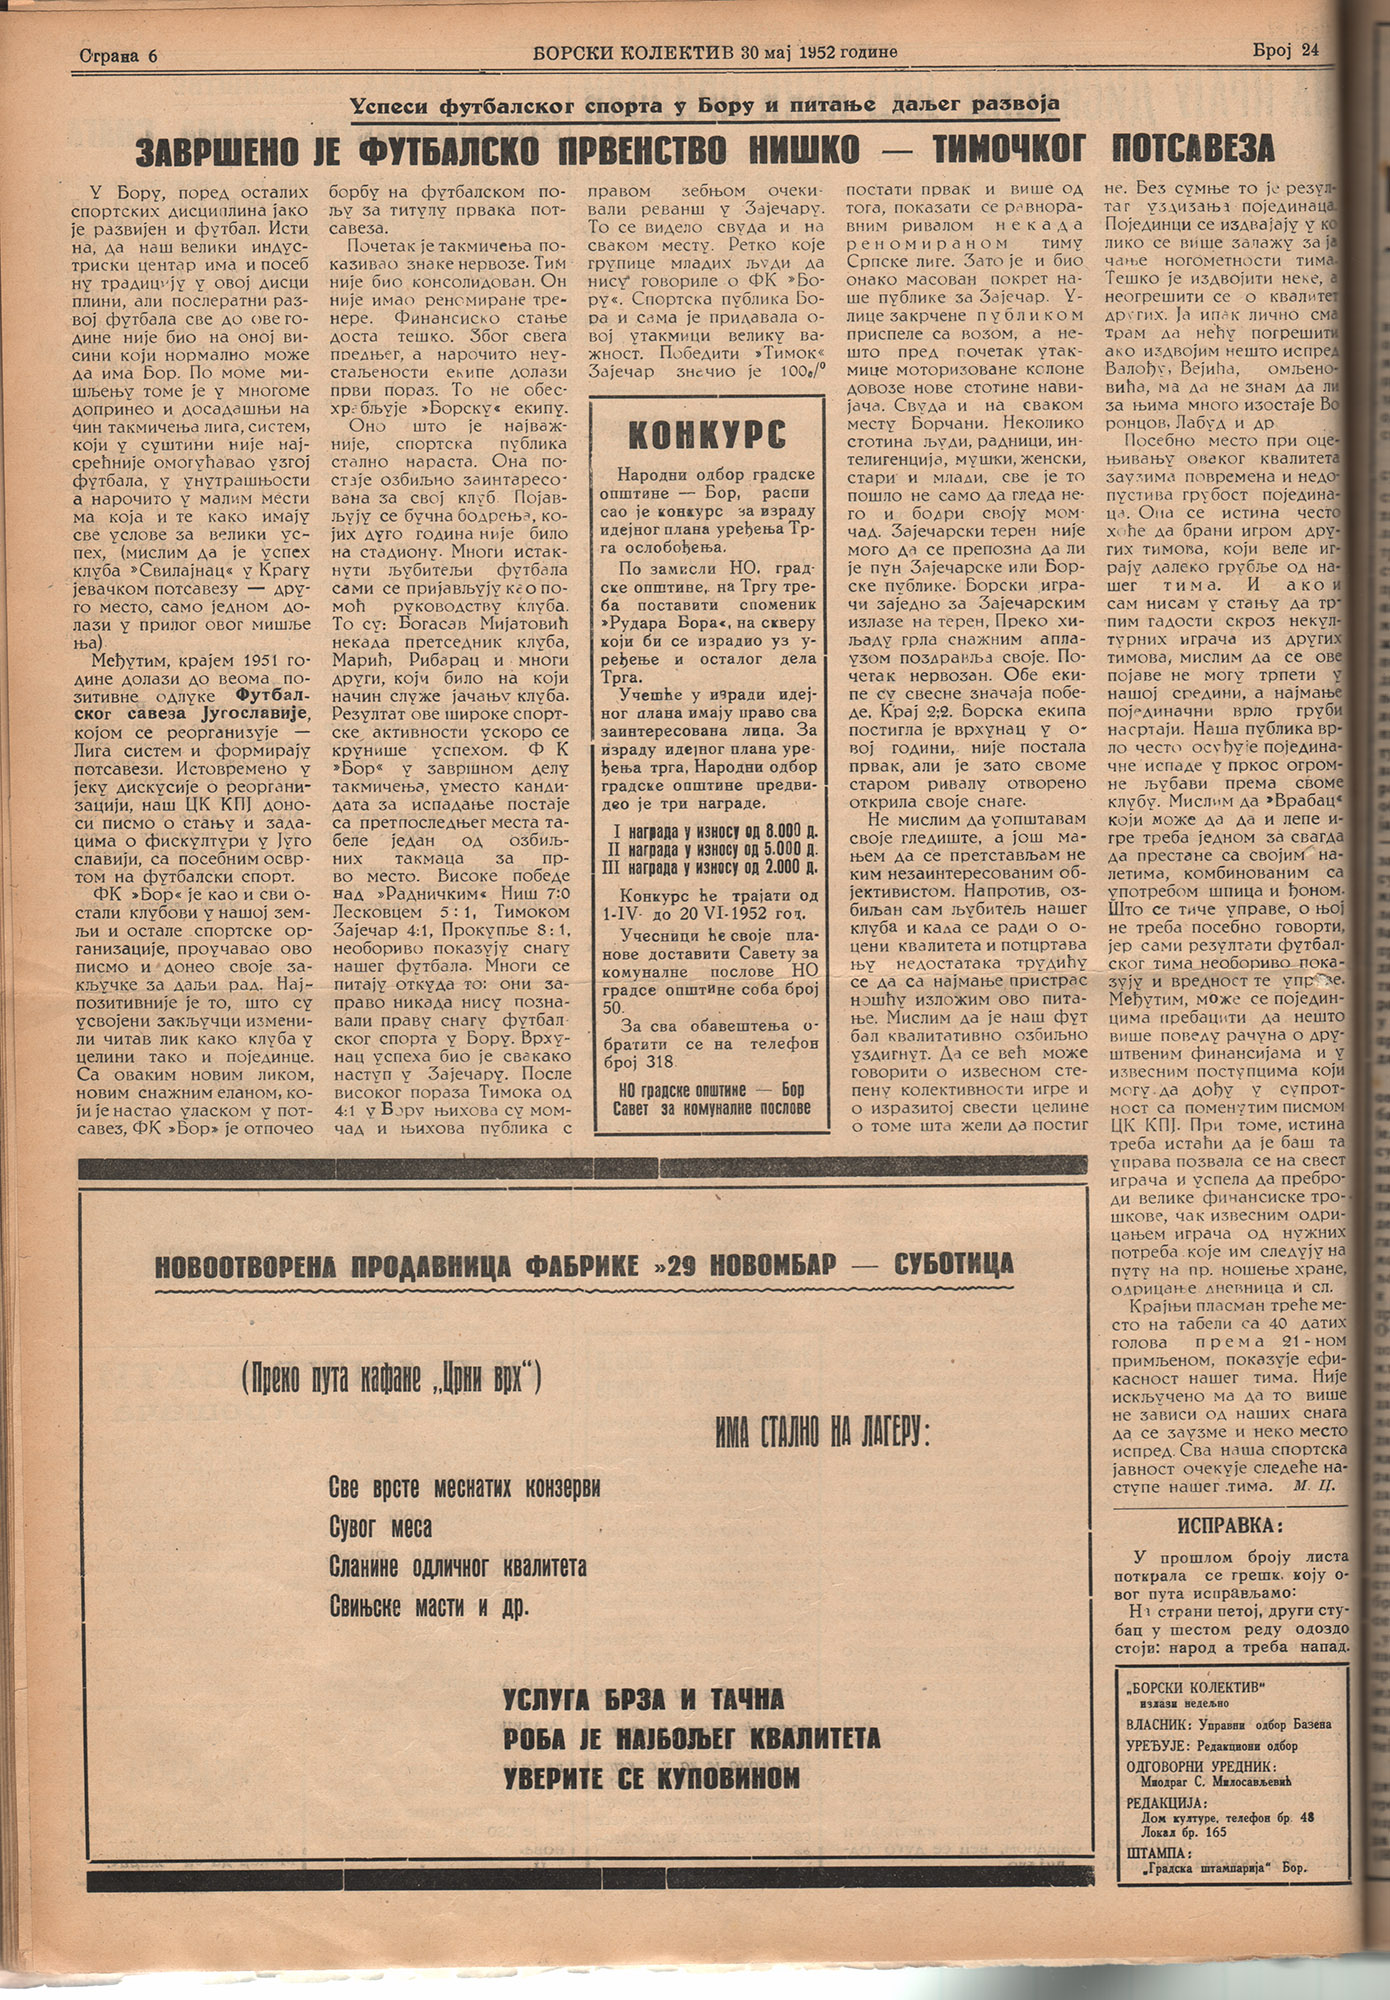 Страна 6
БОРСКИ КОЛЕКТИВ 30 мај 1952 године
Број 24
Успеси футбалског спорта у Бору и питање даљег развоја
ЗАВРШЕНО ЈЕ ФУТБАЛСКО ПРВЕНСТВО НИШКО — ТИМОЧКОГ ПОТСАВЕЗА
У Бору, поред осталих
спортских дисциплина јако
је развијен и футбал. Исти
на, да наш велики индус-
триски центар има и посеб
ну традицију у овој дисци
плини, али послератни раз-
вој футбала све до ове го-
дине није био на оној ви-
сини који нормално може
да има Бор. По моме ми-
шљењу томе је у многоме
допринео и досадашњи на
чин такмичења лига, систем,
који у суштини није нај-
срећније омогућавао узгој
футбала, у унутрашњости
а нарочито у малим мести
ма која и те како имају
све услове за велики ус-
пех, (мислим да је успех
клуба »Свилајнац« у Крагу
јевачком потсавезу — дру-
го место, само једном до-
лази у прилог овог мишље
ња)
Међутим, крајем 1951 го-
дине долази до веома по-
зитивне одлуке Футбал-
ског савеза Југославије,
којом се реорганизује —
Лига систем и формирају
потсавези. Истовремено у
јеку дискусије о реоргани-
зацији, наш ЦК КПЈ доно-
си писмо о стању и зада-
цима о фискултури у Југо
славији, са посебним освр-
том на футбалски спорт.
ФК »Бор« је као и сви о-
стали клубови у нашој зем-
љи и остале спортске ор-
ганизације, проучавао ово
писмо и донео своје за-
кључке за даљи рад. Нај-
позитивније је то, што су
усвојени закључци измени-
ли читав лик како клуба у
целини тако и појединце.
Са оваким новим ликом,
новим снажним еланом, ко-
ји је настао уласком у пот-
савез, ФК »Бор» је отпочео
борбу на футбалском по-
љу за титулу првака пот-
савеза.
Почетак је такмичења по-
казивао знаке нервозе. Тим
није био консолидован. Он
није имао реномиране тре-
нере. Финансиско стање
доста тешко. Због свега
предњег, а нарочито неу-
стаљености екипе долази
први пораз. То не обес-
храбљује »Борску« екипу.
Оно што је најваж-
није, спортска публика
стално нараста. Она по-
стаје озбиљно заинтаресо-
вана за свој клуб. Појав-
љују се бучна бодрења, ко-
јих дуго година није било
на стадиону. Многи истак-
нути љубитељи футбала
сами се пријављују као по-
моћ руководству клуба.
То су: Богасав Мијатовић
некада претседник клуба,
Марић, Рибарац и многи
други, који било на који
начин служе јачању клуба.
Резултат ове широке спорт-
ске активности ускоро се
крунише успехом. Ф К
»Бор« у завршном делу
такмичења, уместо канди-
дата за испадање постаје
са претпоследњег места та-
беле један од озбиљ-
них такмаца за пр-
во место. Високе победе
над »Радничким« Ниш 7:0
Лесковцем 5 : 1, Тимоком
Зајечар 4:1, Прокупље 8:1,
необориво показују снагу
нашег футбала. Многи се
питају откуда то: они за-
право никада нису позна-
вали праву снагу футбал-
ског спорта у Бору. Врху-
нац успеха био је свакако
наступ у Зајечару. После
високог пораза Тимока од
4:1 у Бору њихова су мом-
чад и њихова публика с
правом зебњом очеки-
вали реванш у Зајечару.
То се видело свуда и на
сваком месту. Ретко које
групице младих људи да
нису говориле о ФК »Бо-
ру«. Спортска публика Бо-
ра и сама је придавала о-
вој утакмици велику ва-
жност. Победити »Тимок«
Зајечар значио је 100%
КОНКУРС
Народни одбор градске
општине — Бор, распи
сао је конкурс за израду
идејног плана уређења Тр-
га ослобођења.
По замисли НО, град-
ске општине, на Тргу тре-
ба поставити споменик
»Рудара Бора«, на скверу
који би се израдио уз у-
ређење и осталог дела
Трга.
Учешће у изради идеј-
ног плана имају право сва
заинтересована лица. За
израду идејног плана уре-
ђења трга, Народни одбор
градске општине предви-
део је три награде.
I награда у износу од 8.000 д.
II награда у износу од 5.000 д.
III награда у износу од 2.000 д.
Конкурс ће трајати од
1-IV- до 20 VI-1952 год.
Учесници ће своје пла-
нове доставити Савету за
комуналне послове НО
градсе општине соба број
50.
За сва обавештења о-
братити се на телефон
број 318
НО градске општине — Бор
Савет за комуналне послове
постати првак и више од
тога, показати се равнора-
вним ривалом некада
реномираном тиму
Српске лиге. Зато је и био
онако масован покрет на-
ше публике за Зајечар. У-
лице закрчене публиком
приспеле са возом, а не-
што пред почетак утак-
мице моторизоване колоне
довозе нове стотине нави-
јача. Свуда и на сваком
месту Борчани. Неколико
стотина људи, радници, ин-
телигенција, мушки, женски,
стари и млади, све је то
пошло не само да гледа не-
го и бодри своју мом-
чад. Зајечарски терен није
мого да се препозна да ли
је пун Зајечарске или Бор-
ске публике. Борски игра-
чи заједно за Зајечарским
излазе на терен, Преко хи-
љаду грла снажним апла-
узом поздравља своје. По-
четак нервозан. Обе еки-
пе су свесне значаја побе-
де. Крај 2;2. Борска екипа
постигла је врхунац у о-
вој години, није постала
првак, али је зато своме
старом ривалу отворено
открила своје снаге.
Не мислим да уопштавам
своје гледиште, а још ма-
њем да се претстављам не
ким незаинтересованим об-
јективистом. Напротив, оз-
биљан сам љубитељ нашег
клуба и када се ради о о-
цени квалитета и потцртава
њу недостатака трудићу
се да са најмање пристрас
ношћу изложим ово пита-
ње. Мислим да је наш фут
бал квалитативно озбиљно
уздигнут. Да се већ може
говорити о извесном сте-
пену колективности игре и
о изразитој свести целине
о томе шта жели да постиг
не. Без сумње то је резул-
таг уздизања појединаца.
Појединци се издвајају у ко
лико се више залажу за ја
чање ногометности тима.
Тешко је издвојити неке, а
неогрешити се о квалитет
других. Ја ипак лично сма
трам да нећу погрешити
ако издвојим нешто испред
Валођу, Вејића, омљено-
вића, ма да не знам да ли
за њима много изостаје Во
ронцов, Лабуд и др
Посебно место при оце-
њивању оваког квалитета
заузима повремена и недо-
пустива грубост поједина-
ца. Она се истина често
хоће да брани игром дру-
гих тимова, који веле иг-
рају далеко грубље од на-
шег тима. И ако и
сам нисам у стању да тр-
пим гадости скроз некул-
турних играча из других
тимова, мислим да се ове
појаве не могу трпети у
нашој средини, а најмање
појединачни врло груби
насртаји. Наша публика вр-
ло често осуђује појединa-
чне испаде у пркос огром-
не љубави према своме
клубу. Мислим да »Врабац«
који може да да и лепе и-
гре треба једном за свагда
да престане са својим на-
летима, комбинованим са
употребом шпица и ђоном.
Што се тиче управе, о њој
не треба посебно говорти,
јер сами резултати футбал-
ског тима необориво пока-
зују и вредност те управе.
Међутим, може се појединцима
цима пребацити да нешто
више поведу рачуна о дру-
штвеним финансијама и у
извесним поступцима који
могу да дођу у супрот-
ност са поменутим писмом
ЦК КПЈ. При томе, истина
треба истаћи да је баш та
управа позвала се на свест
играча и успела да пребро-
ди велике финансиске тро-
шкове, чак извесним одри-
цањем играча од нужних
потреба које им следују на
путу на пр. ношење хране,
одрицање дневница и сл.
Крајњи пласман треће ме-
сто на табели са 40 датих
голова према 21-ном
примљеном, показује ефи-
касност нашег тима. Није
искључено ма да то више
не зависи од наших снага
да се заузме и неко место
испред. Сва наша спортска
јавност очекује следеће на-
ступе нашег тима. М. Ц.
ИСПРАВКА:
У прошлом броју листа
поткрала се грешк. коју о-
вог пута исправљамо:
На страни петој, други сту-
бац у шестом реду одоздо
стоји: народ а треба напад.
„БОРСКИ КОЛЕКТИВ“
излази недељно
ВЛАСНИК: Управни одбор Базена
УРЕЂУЈЕ: Редакциони одбор
ОДГОВОРНИ УРЕДНИК:
Миодраг С. Милосављевић
РЕДАКЦИЈА:
Дом културе, телефон бр. 48
Локал бр. 165
ШТАМПА:
„Градска штампарија“ Бор.
НОВООТВОРЕНА ПРОДАВНИЦА ФАБРИКЕ »29 НОВОМБАР — СУБОТИЦА
(Преко пута кафане „Црни врх“)
ИМА СТАЛНО НА ЛАГЕРУ:
Све врсте меснатих конзерви
Сувог меса
Сланине одличног квалитета
Свињске масти и др.
УСЛУГА БРЗА И ТАЧНА
РОБА ЈЕ НАЈБОЉЕГ КВАЛИТЕТА
УВЕРИТЕ СЕ КУПОВИНОМ